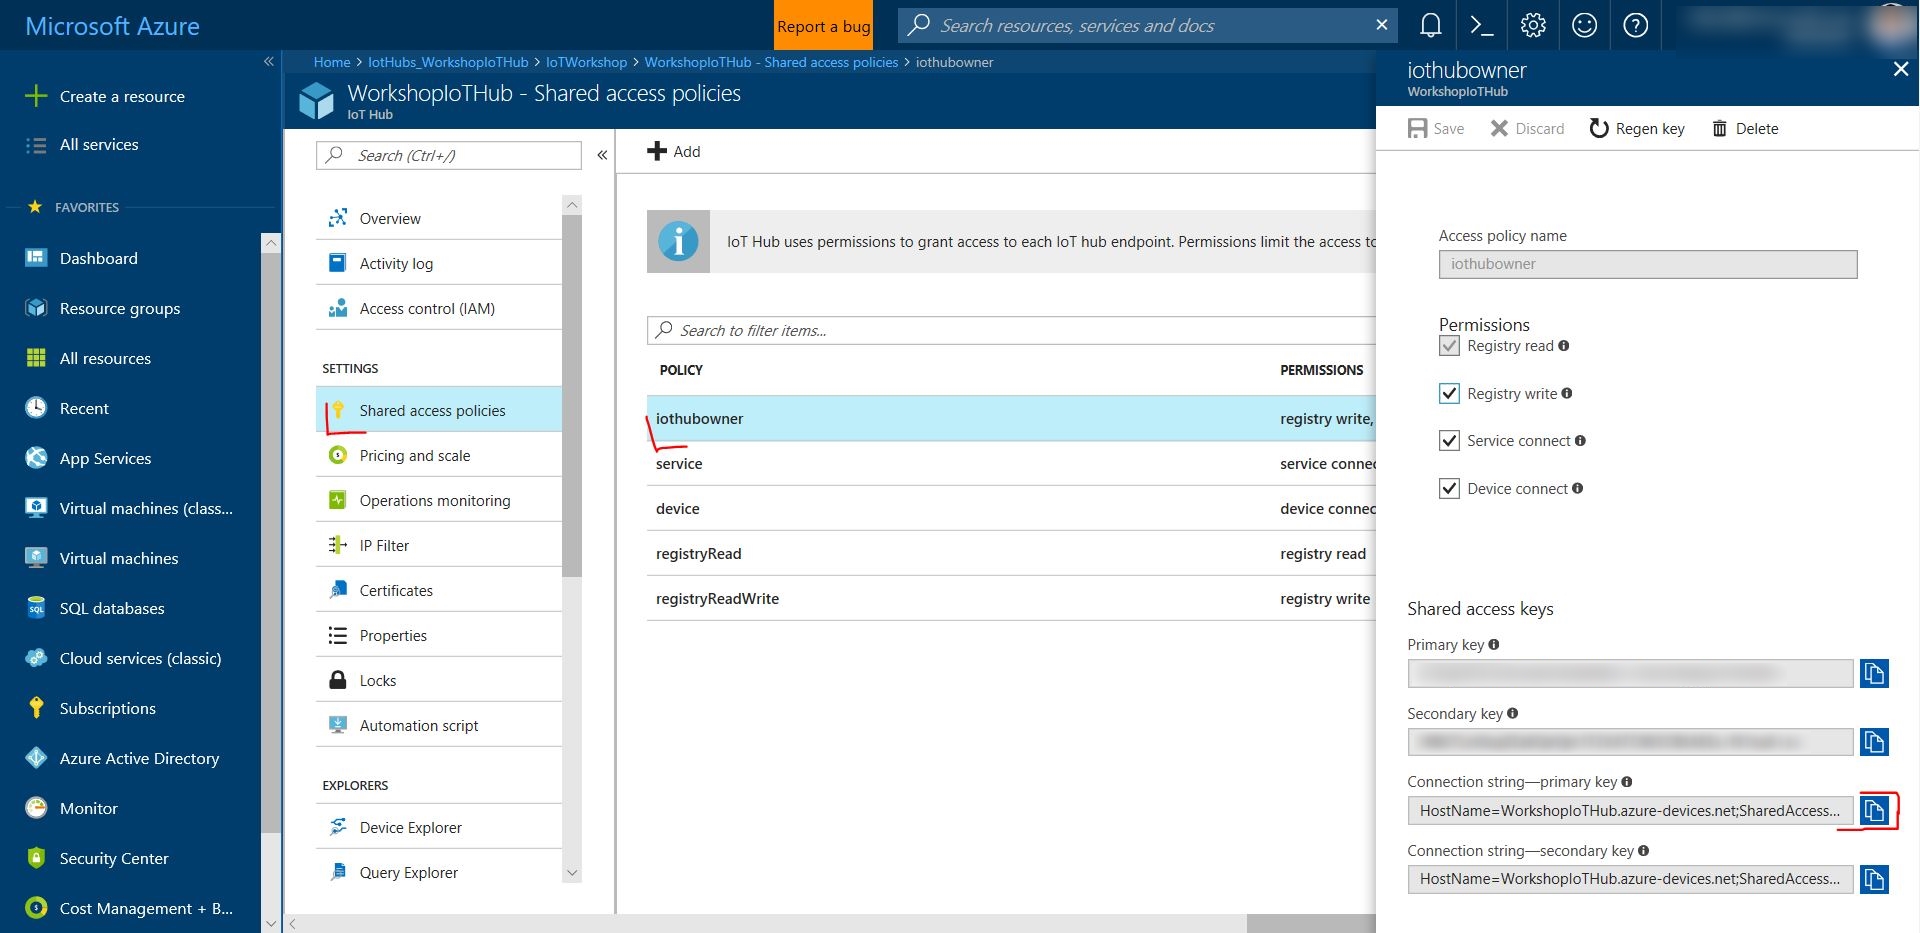 Microsoft Azure
Report a bug
Search resources, services and docs
Create a resource
All services
FAVORITES
Dashboard
Resource groups
All resources
Recent
App Services
Virtual machines (class...
Virtual machines
SQL databases
Cloud services (classic)
Subscriptions
Azure Active Directory
Monitor
Security Center
Cost Management + B...
Home > IotHubs_WorkshopIoTHub > IoTWorkshop > WorkshopIoTHub - Shared access policies > iothubowner
WorkshopIoTHub - Shared access policies
IoT Hub
Search (Ctrl+/)
Overview
Activity log
Access control (IAM)
SETTINGS
Shared access policies
Pricing and scale
Operations monitoring
IP Filter
Certificates
Properties
Locks
Automation script
EXPLORERS
Device Explorer
Query Explorer
Add
IoT Hub uses permissions to grant access to each IoT hub endpoint. Permissions limit the access to
Search to filter items...
POLICY PERMISSIONS
iothubowner registry write,
service service connec
device device connec
registryRead registry read
registryReadWrite registry write
iothubowner
WorkshopIoTHub
Save Discard Regen key Delete
Access policy name
iothubowner
Permissions
Registry read
Registry write
Service connect
Device connect
Shared access keys
Primary key
Secondary key
Connection string—primary key
HostName=WorkshopIoTHub.azure-devices.net;SharedAccess...
Connection string—secondary key
HostName=WorkshopIoTHub.azure-devices.net;SharedAccess...